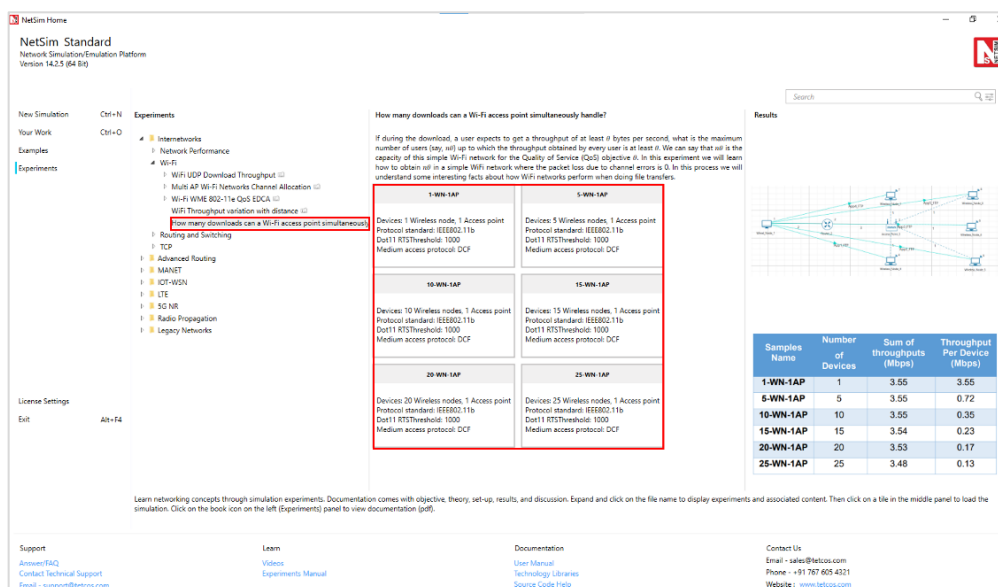 NetSim Home
NetSim Standard
Network Simulation/Emulation Platform
Version 14.2.5 (64 Bit)
NETSIM
Search
New Simulation Ctrl+N
Your Work Ctrl+O
Examples
Experiments
License Settings
Exit Alt+F4
Experiments
Internetworks
Network Performance
Wi-Fi
WiFi UDP Download Throughput
Multi AP Wi-Fi Networks Channel Allocation
Wi-Fi WME 802-11e QoS EDCA
WiFi Throughput variation with distance
How many downloads can a Wi-Fi access point simultaneously
Routing and Switching
TCP
Advanced Routing
MANET
IOT-WSN
LTE
5G NR
Radio Propagation
Legacy Networks
How many downloads can a Wi-Fi access point simultaneously handle?
If during the download, a user expects to get a throughput of at least θ bytes per second, what is the maximum
number of users (say, nθ) up to which the throughput obtained by every user is at least θ. We can say that nθ is the
capacity of this simple Wi-Fi network for the Quality of Service (QoS) objective θ. In this experiment we will learn
how to obtain nθ in a simple WiFi network where the packet loss due to channel errors is 0. In this process we will
understand some interesting facts about how WiFi networks perform when doing file transfers.
1-WN-1AP
Devices: 1 Wireless node, 1 Access point
Protocol standard: IEEE802.11b
Dot11 RTSThreshold: 1000
Medium access protocol: DCF
5-WN-1AP
Devices: 5 Wireless nodes, 1 Access point
Protocol standard: IEEE802.11b
Dot11 RTSThreshold: 1000
Medium access protocol: DCF
10-WN-1AP
Devices: 10 Wireless nodes, 1 Access point
Protocol standard: IEEE802.11b
Dot11 RTSThreshold: 1000
Medium access protocol: DCF
15-WN-1AP
Devices: 15 Wireless nodes, 1 Access point
Protocol standard: IEEE802.11b
Dot11 RTSThreshold: 1000
Medium access protocol: DCF
20-WN-1AP
Devices: 20 Wireless nodes, 1 Access point
Protocol standard: IEEE802.11b
Dot11 RTSThreshold: 1000
Medium access protocol: DCF
25-WN-1AP
Devices: 25 Wireless nodes, 1 Access point
Protocol standard: IEEE802.11b
Dot11 RTSThreshold: 1000
Medium access protocol: DCF
Results
Samples Name Number of Devices Sum of throughputs (Mbps) Throughput Per Device (Mbps)
1-WN-1AP 1 3.55 3.55
5-WN-1AP 5 3.55 0.72
10-WN-1AP 10 3.55 0.35
15-WN-1AP 15 3.54 0.23
20-WN-1AP 20 3.53 0.17
25-WN-1AP 25 3.48 0.13
Learn networking concepts through simulation experiments. Documentation comes with objective, theory, set-up, results, and discussion. Expand and click on the file name to display experiments and associated content. Then click on a tile in the middle panel to load the
simulation. Click on the book icon on the left (Experiments) panel to view documentation (pdf).
Support
Answer/FAQ
Contact Technical Support
Email - support@tetcos.com
Learn
Videos
Experiments Manual
Documentation
User Manual
Technology Libraries
Source Code Help
Contact Us
Email - sales@tetcos.com
Phone - +91 767 605 4321
Website : www.tetcos.com